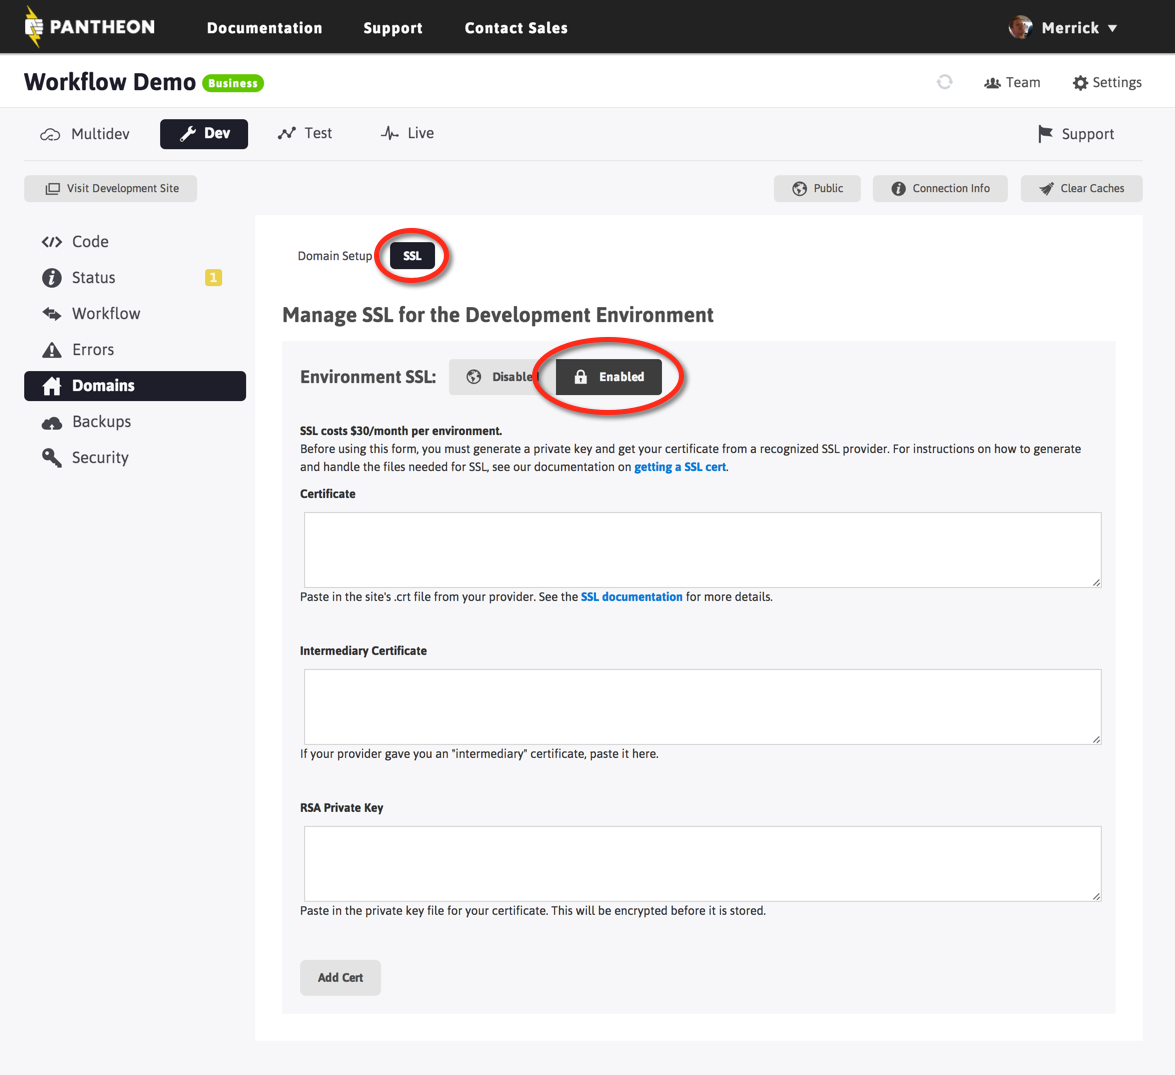 PANTHEON Documentation Support Contact Sales Merrick
Workflow Demo Business Team Settings
Multidev Dev Test Live Support
Visit Development Site Public Connection Info Clear Caches
Code
Status 1
Workflow
Errors
Domains
Backups
Security
Domain Setup SSL
Manage SSL for the Development Environment
Environment SSL: Disabled Enabled
SSL costs $30/month per environment.
Before using this form, you must generate a private key and get your certificate from a recognized SSL provider. For instructions on how to generate
and handle the files needed for SSL, see our documentation on getting a SSL cert.
Certificate
Paste in the site's .crt file from your provider. See the SSL documentation for more details.
Intermediary Certificate
If your provider gave you an "intermediary" certificate, paste it here.
RSA Private Key
Paste in the private key file for your certificate. This will be encrypted before it is stored.
Add Cert